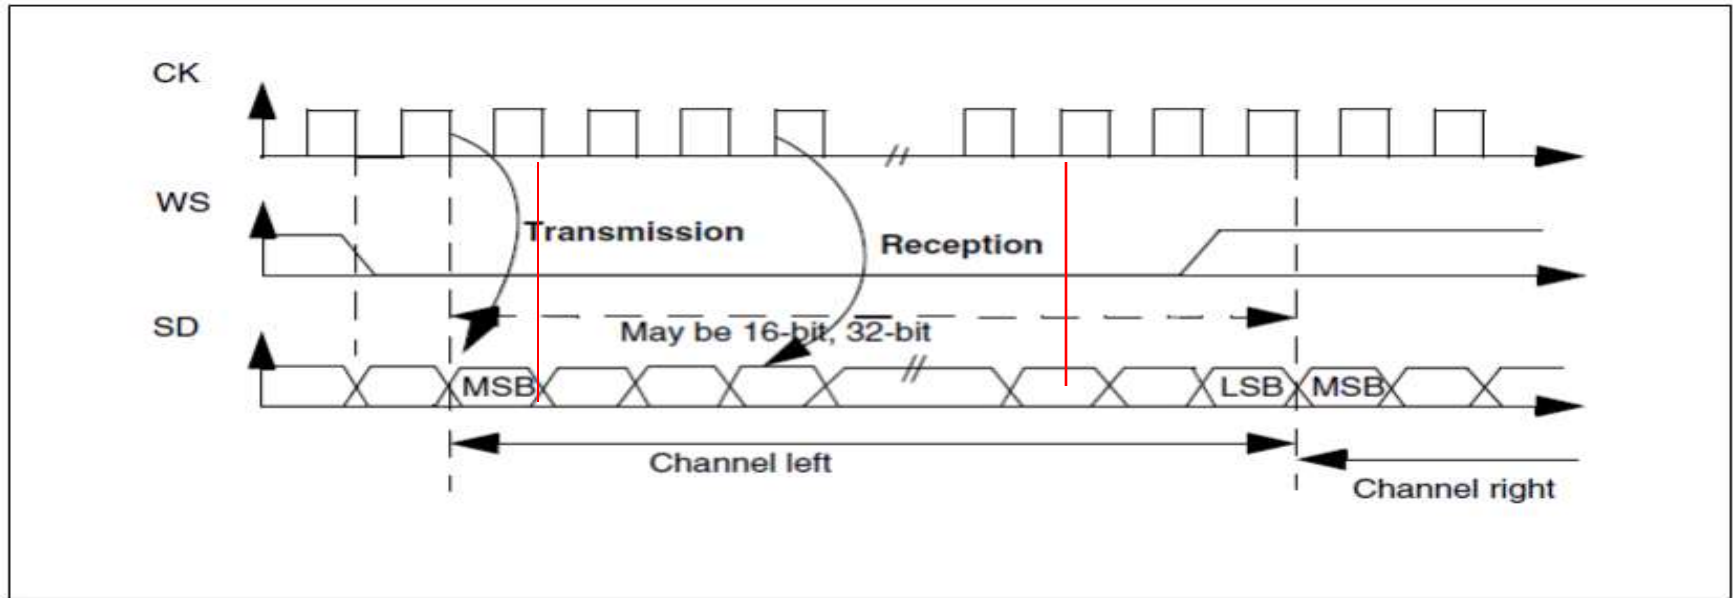 CK
WS
Transmission
Reception
SD
May be 16-bit, 32-bit
MSB
LSB
MSB
Channel left
Channel right